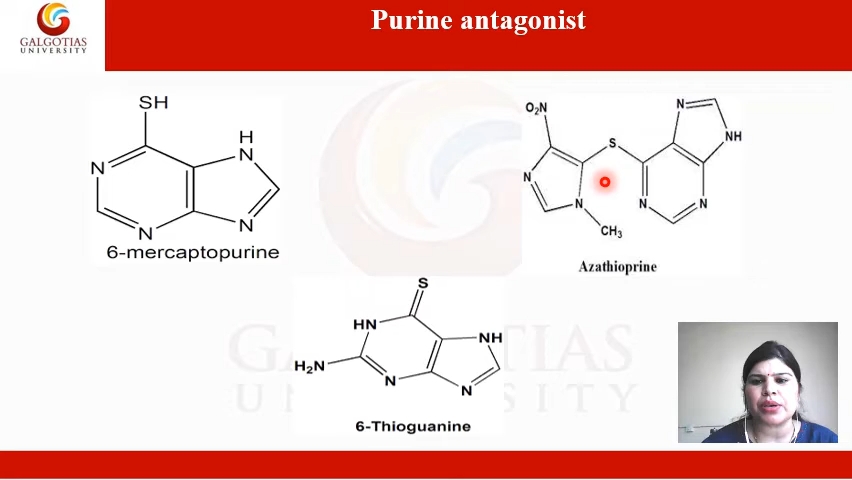 Purine antagonist
GALGOTIAS
UNIVERSITY
SH
N
N
H
N
N
6-mercaptopurine
O₂N
N
N
CH₃
S
N
NH
N
N
Azathioprine
S
HN
H₂N
N
NH
N
6-Thioguanine